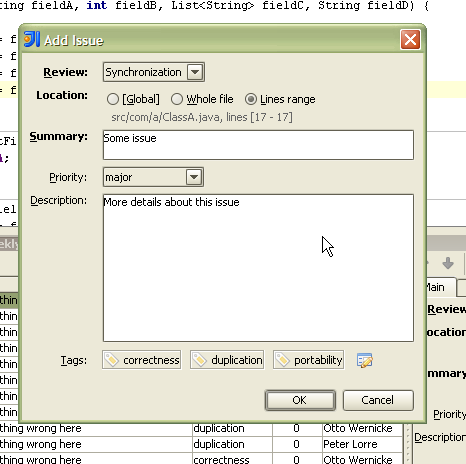 fieldA, int fieldB, List<String> fieldC, String fieldD) {
Add Issue
Review: Synchronization
Location: [Global] Whole file Lines range
src/com/a/ClassA.java, lines [17 - 17]
Summary: Some issue
Priority: major
Description: More details about this issue
Main
Review
Location
Summary
Priority
Description
Tags: correctness duplication portability
OK Cancel
thing wrong here duplication 0 Otto Wernicke
thing wrong here duplication 0 Peter Lorre
thing wrong here correctness 0 Otto Wernicke